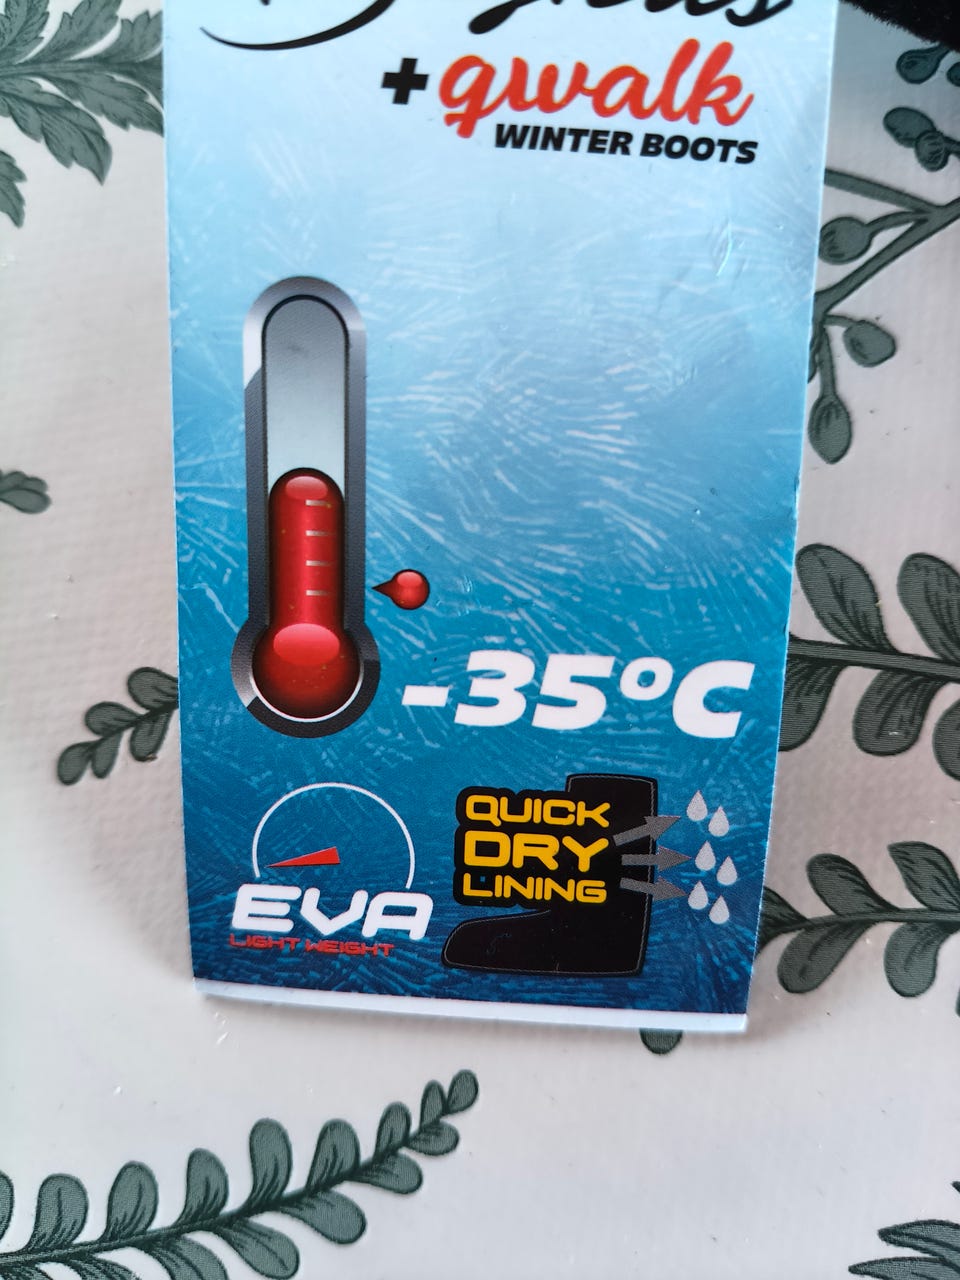 + qwalk
WINTER BOOTS
-35°C
QUICK
DRY
LINING
EVA
LIGHT WEIGHT